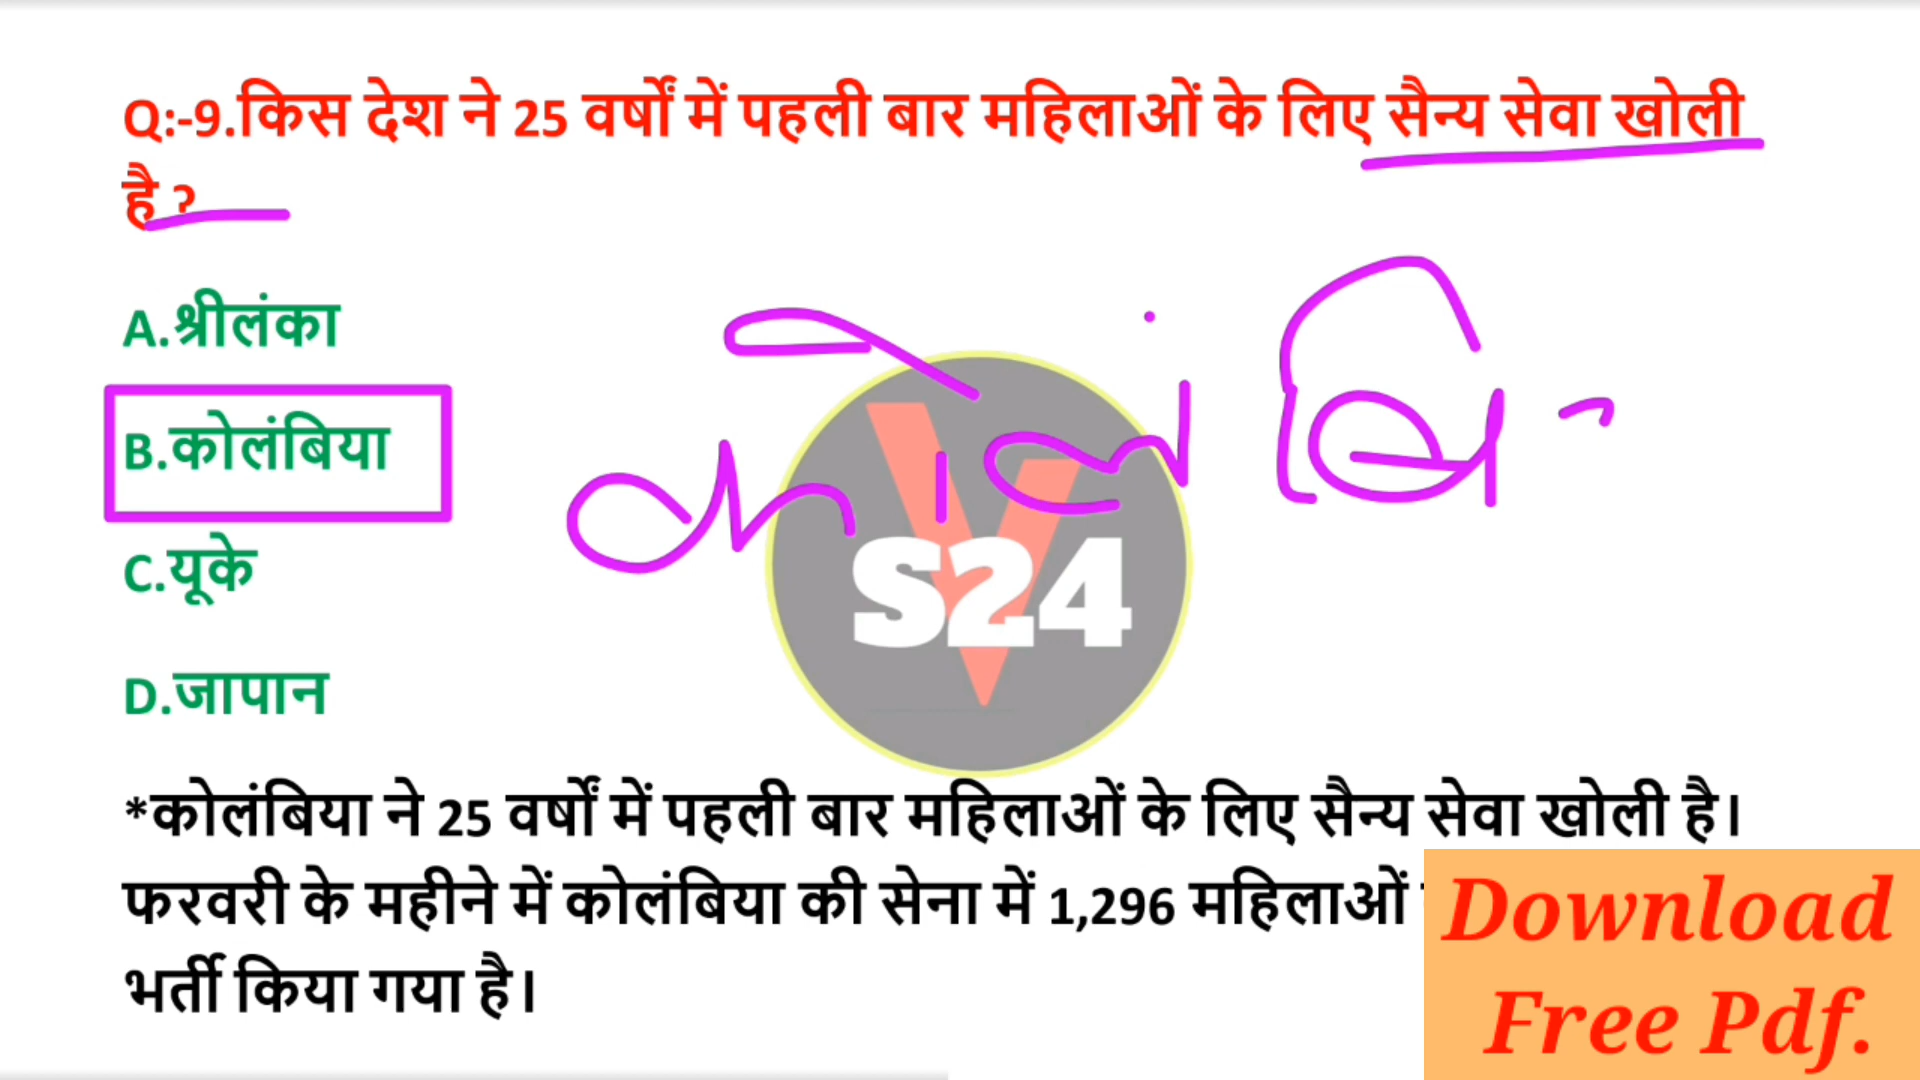 Q:-9.किस देश ने 25 वर्षों में पहली बार महिलाओं के लिए सैन्य सेवा खोली
है ?
A.श्रीलंका
B.कोलंबिया
C.यूके
D.जापान
VS24
*कोलंबिया ने 25 वर्षों में पहली बार महिलाओं के लिए सैन्य सेवा खोली है।
फरवरी के महीने में कोलंबिया की सेना में 1,296 महिलाओं
भर्ती किया गया है।
Download
Free Pdf.